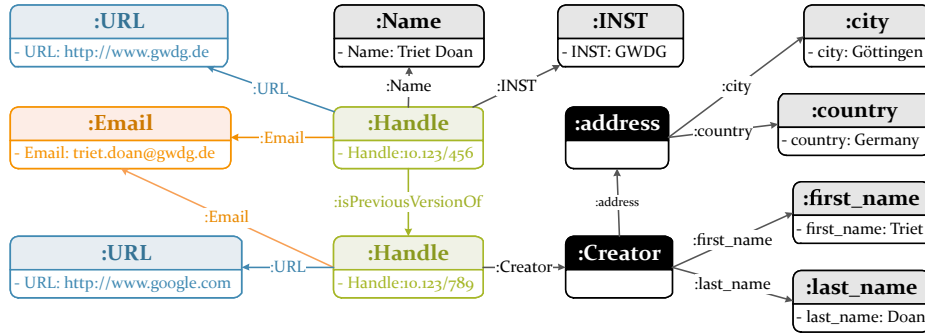 :URL
- URL: http://www.gwdg.de
:Name
- Name: Triet Doan
:INST
- INST: GWDG
:city
- city: Göttingen
:URL
:Name
:INST
:city
:Email
- Email: triet.doan@gwdg.de
:Email
:Handle
- Handle:10.123/456
:address
:country
:country
- country: Germany
:isPreviousVersionOf
:address
:Email
:first_name
- first_name: Triet
:URL
- URL: http://www.google.com
:URL
:Handle
- Handle:10.123/789
:Creator
:Creator
:first_name
:last_name
:last_name
- last_name: Doan